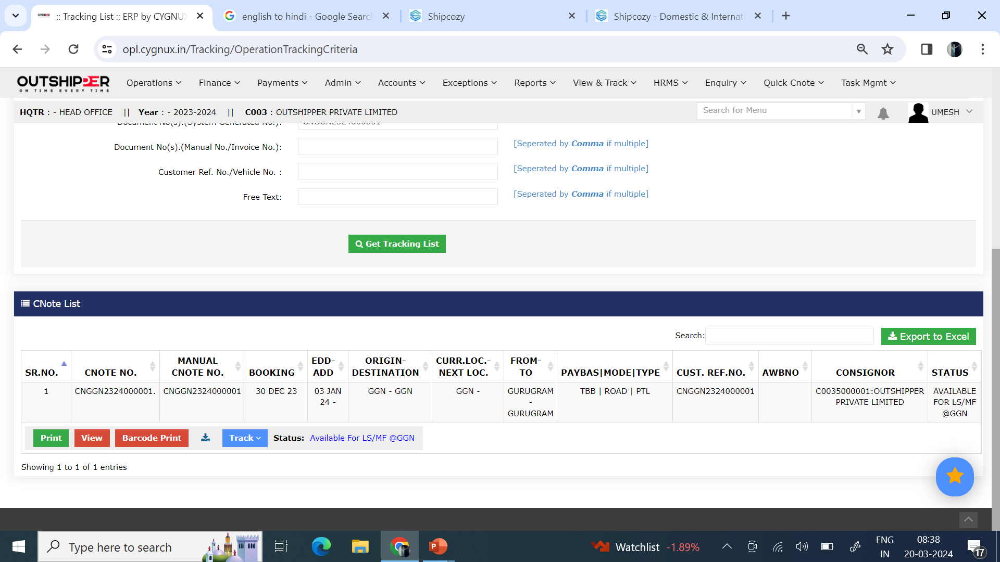 :: Tracking List :: ERP by CYGNUX
english to hindi - Google Search
Shipcozy
Shipcozy - Domestic & Internat
opl.cygnux.in/Tracking/OperationTrackingCriteria
OUTSHIPPER
ON TIME EVERY TIME
Operations
Finance
Payments
Admin
Accounts
Exceptions
Reports
View & Track
HRMS
Enquiry
Quick Cnote
Task Mgmt
HQTR : - HEAD OFFICE || Year : - 2023-2024 || C003 : OUTSHIPPER PRIVATE LIMITED
Search for Menu
UMESH
Document No(s).(System Generated No.): CNGGN2324000001
Document No(s).(Manual No./Invoice No.): [Seperated by Comma if multiple]
Customer Ref. No./Vehicle No. : [Seperated by Comma if multiple]
Free Text: [Seperated by Comma if multiple]
Get Tracking List
CNote List
Search:
Export to Excel
SR.NO.
CNOTE NO.
MANUAL
CNOTE NO.
BOOKING
EDD-
ADD
ORIGIN-
DESTINATION
CURR.LOC.-
NEXT LOC.
FROM-
TO
PAYBAS|MODE|TYPE
CUST. REF.NO.
AWBNO
CONSIGNOR
STATUS
1
CNGGN2324000001.
CNGGN2324000001
30 DEC 23
03 JAN
24 -
GGN - GGN
GGN -
GURUGRAM
-
GURUGRAM
TBB | ROAD | PTL
CNGGN2324000001
C0035000001:OUTSHIPPER
PRIVATE LIMITED
AVAILABLE
FOR LS/MF
@GGN
Print
View
Barcode Print
Track
Status: Available For LS/MF @GGN
Showing 1 to 1 of 1 entries
Type here to search
Watchlist -1.89%
ENG
IN
08:38
20-03-2024
17